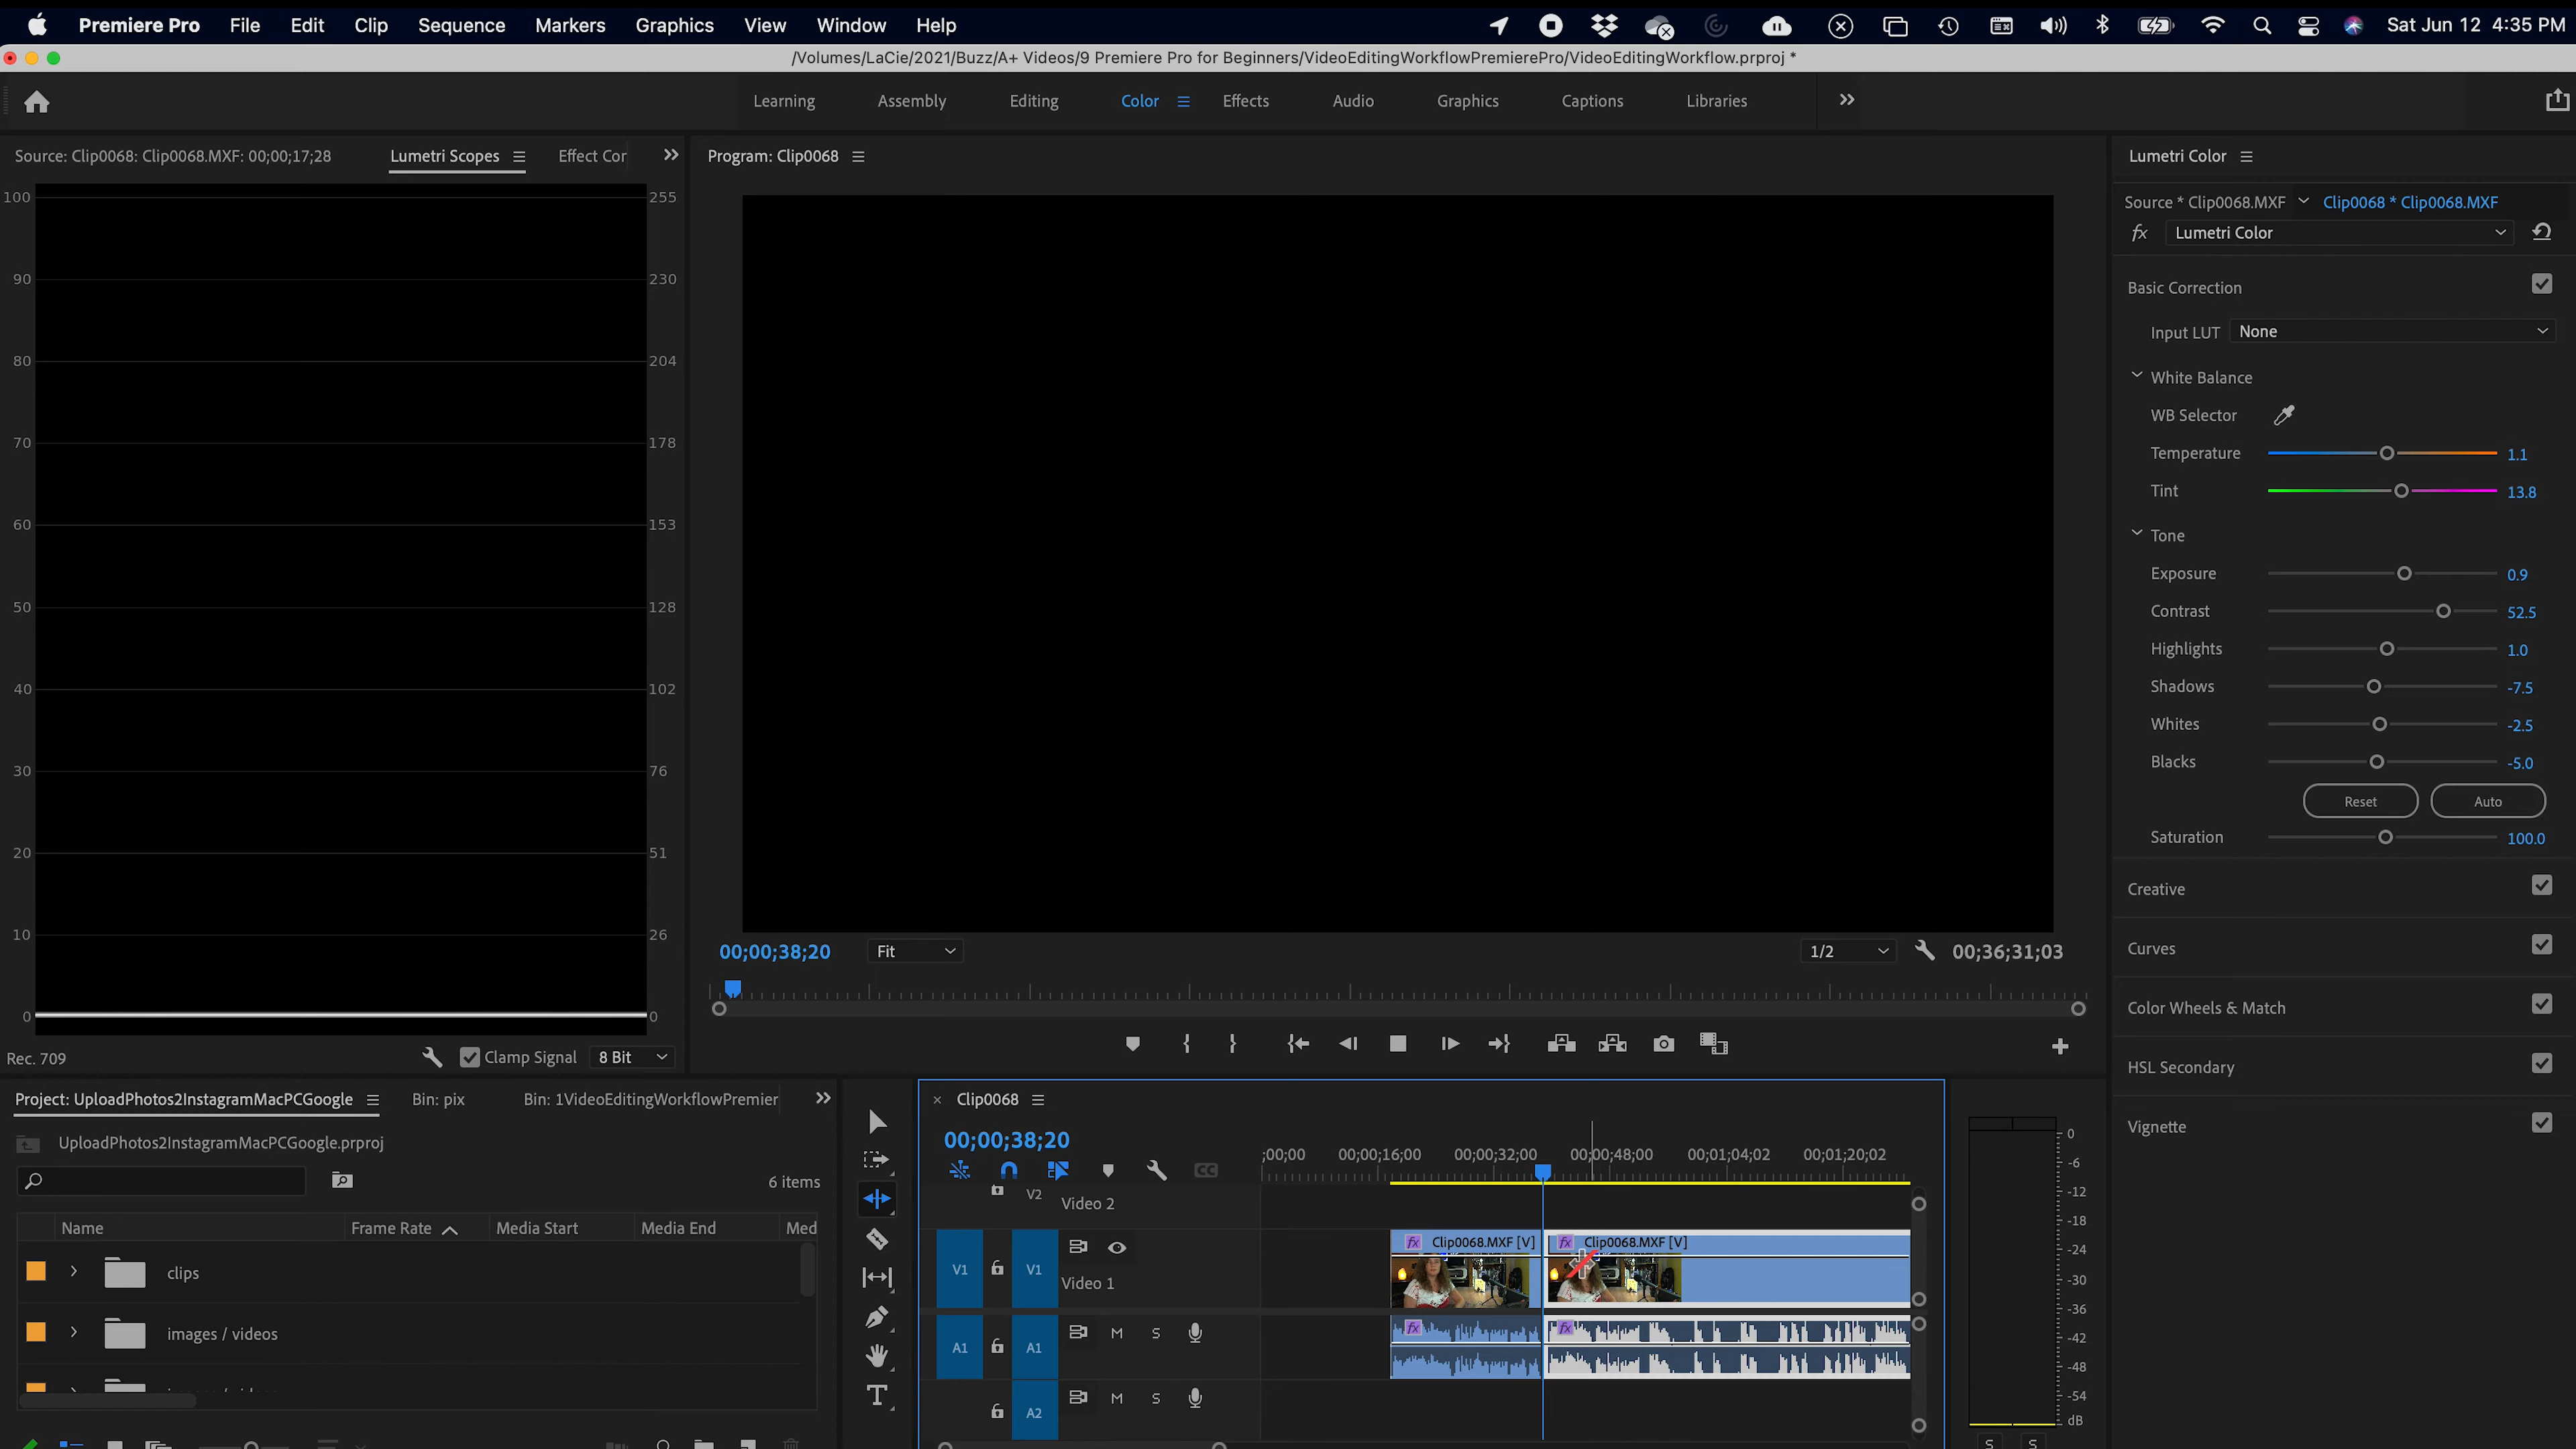 Premiere Pro File Edit Clip Sequence Markers Graphics View Window Help Sat Jun 12 4:35 PM
/Volumes/LaCie/2021/Buzz/A+ Videos/9 Premiere Pro for Beginners/VideoEditingWorkflowPremierePro/VideoEditingWorkflow.prproj *
Learning Assembly Editing Color Effects Audio Graphics Captions Libraries
Source: Clip0068: Clip0068.MXF: 00;00;17;28 Lumetri Scopes Effect Cor
100 255
90 230
80 204
70 178
60 153
50 128
40 102
30 76
20 51
10 26
0 0
Rec. 709 Clamp Signal 8 Bit
Program: Clip0068
00;00;38;20 Fit 1/2 00;36;31;03
Lumetri Color
Source * Clip0068.MXF Clip0068 * Clip0068.MXF
fx Lumetri Color
Basic Correction
Input LUT None
White Balance
WB Selector
Temperature 1.1
Tint 13.8
Tone
Exposure 0.9
Contrast 52.5
Highlights 1.0
Shadows -7.5
Whites -2.5
Blacks -5.0
Reset Auto
Saturation 100.0
Creative
Curves
Color Wheels & Match
HSL Secondary
Vignette
Project: UploadPhotos2InstagramMacPCGoogle Bin: pix Bin: 1VideoEditingWorkflowPremier
UploadPhotos2InstagramMacPCGoogle.prproj
6 items
Name Frame Rate Media Start Media End Med
clips
images / videos
Clip0068
00;00;38;20
;00;00 00;00;16;00 00;00;32;00 00;00;48;00 00;01;04;02 00;01;20;02
CC
V2 Video 2
V1 V1 Video 1
fx Clip0068.MXF [V] fx Clip0068.MXF [V]
A1 A1 M S
fx fx
A2 M S
0
-6
-12
-18
-24
-30
-36
-42
-48
-54
dB
S S